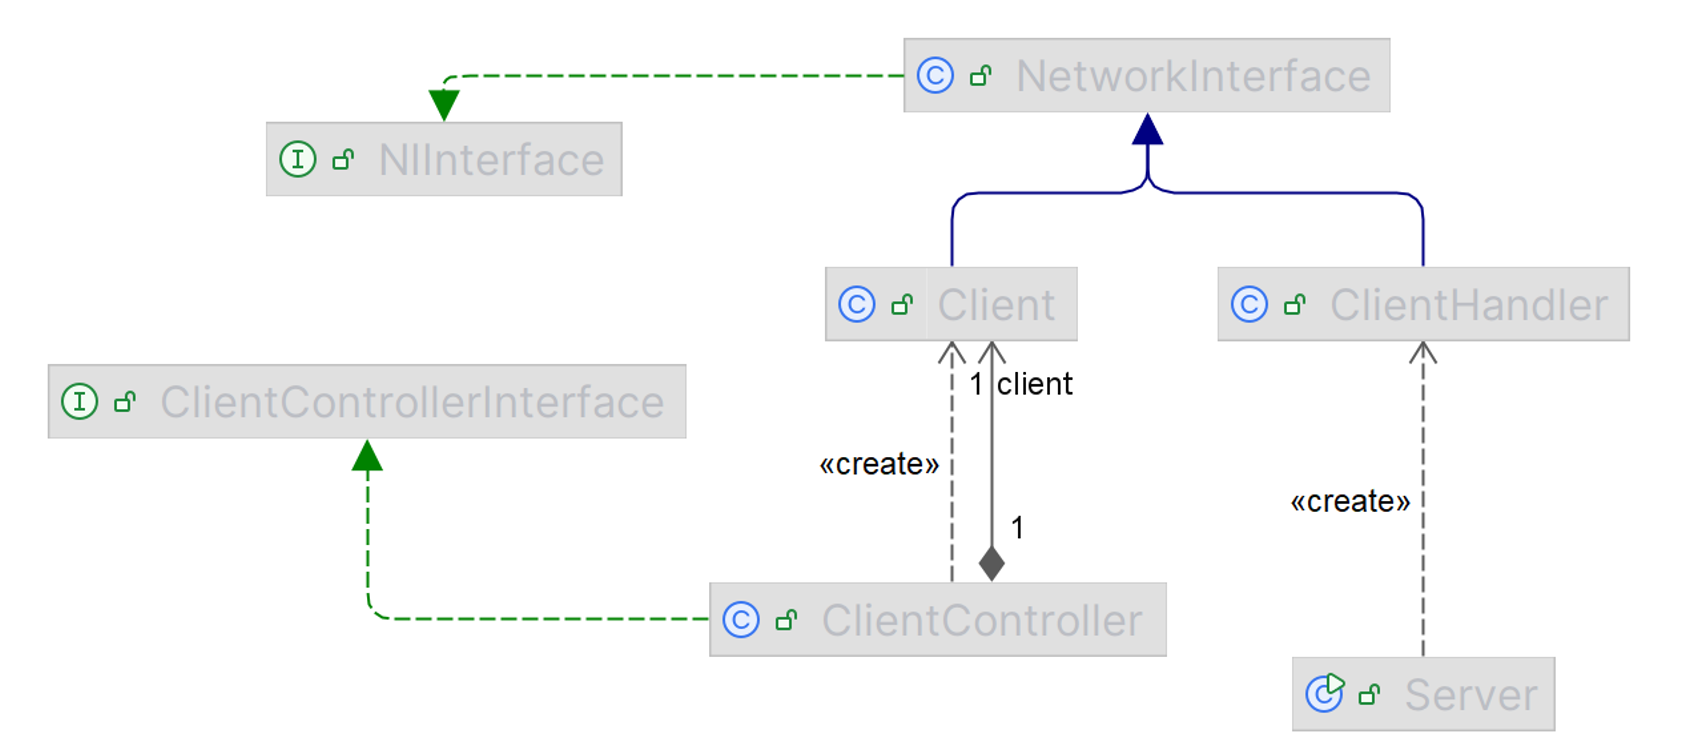 C NetworkInterface
I NIInterface
C Client
C ClientHandler
1 client
I ClientControllerInterface
«create»
«create»
1
C ClientController
C Server